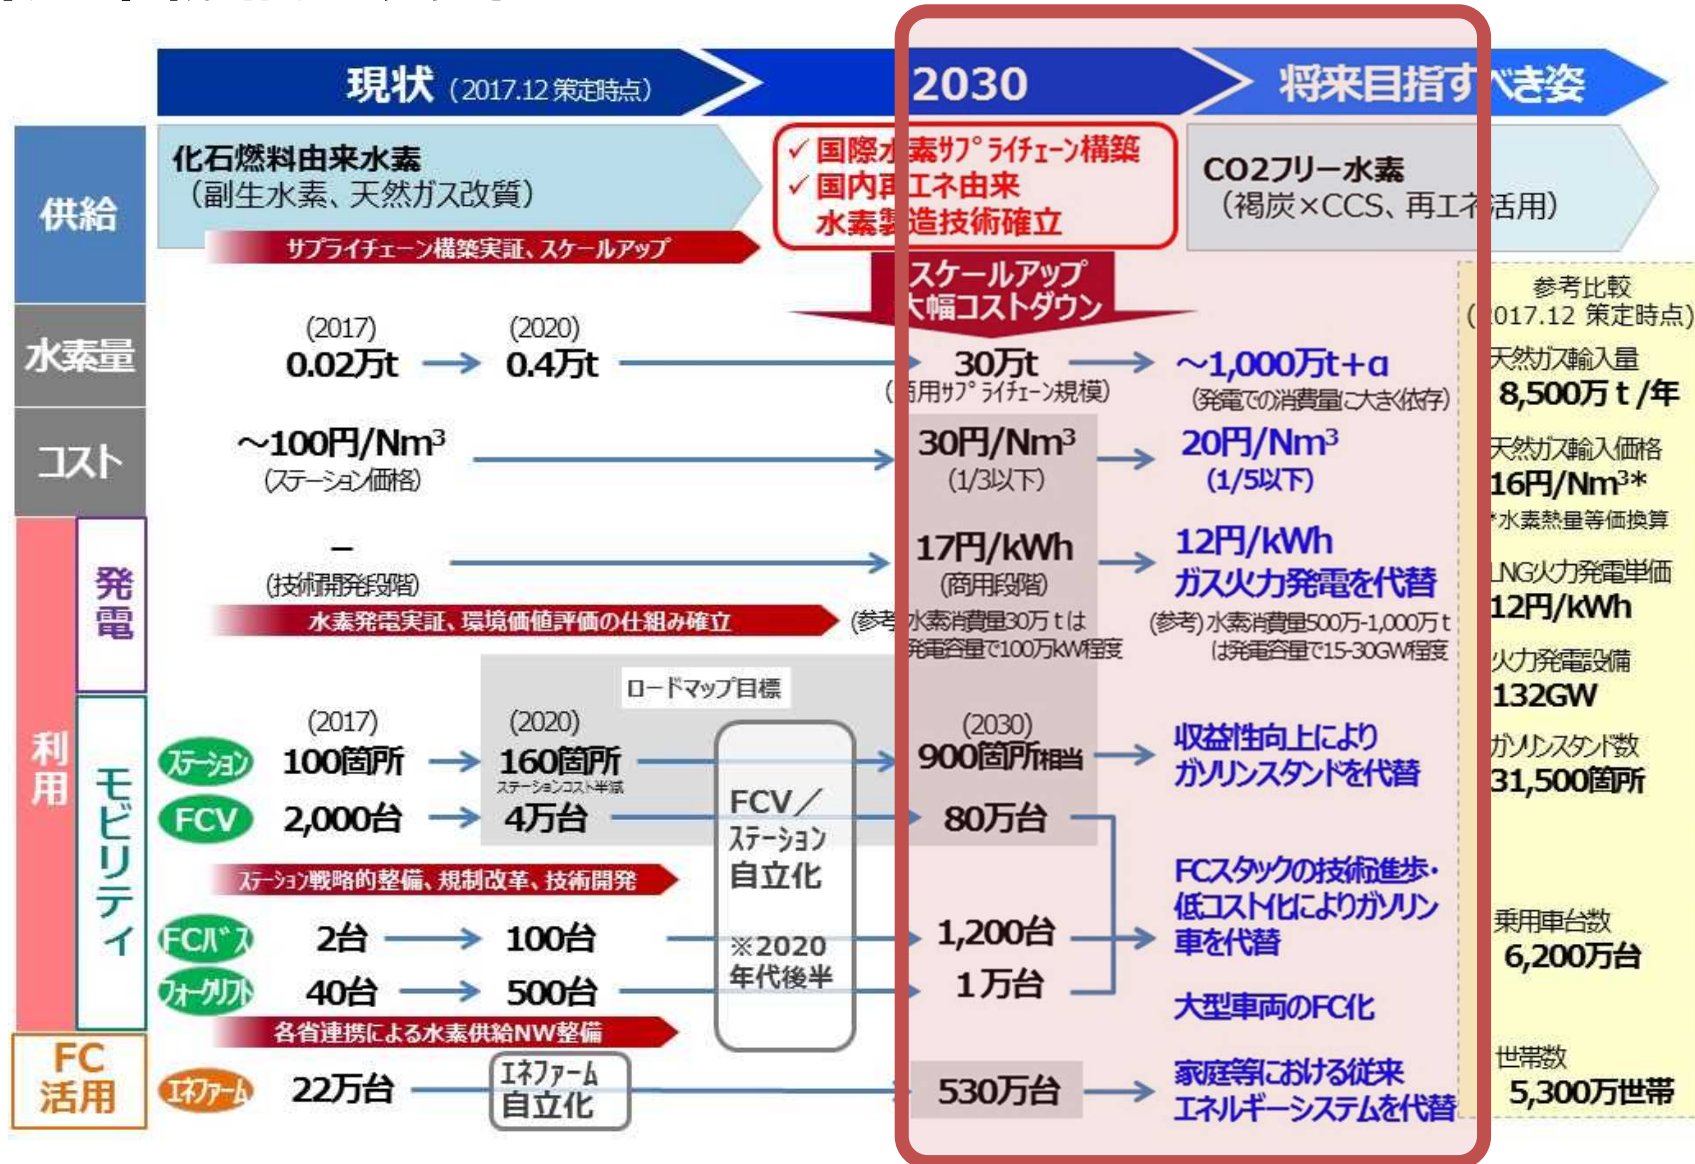 現状 (2017.12 策定時点)
2030
将来目指すべき姿
供給
化石燃料由来水素
（副生水素、天然ガス改質）
サプライチェーン構築実証、スケールアップ
✓ 国際水素ｻﾌﾟﾗｲﾁｪｰﾝ構築
✓ 国内再エネ由来
水素製造技術確立
CO2フリー水素
（褐炭×CCS、再エネ活用）
スケールアップ
大幅コストダウン
参考比較
(2017.12 策定時点)
水素量
(2017)
0.02万t
(2020)
0.4万t
30万t
(商用ｻﾌﾟﾗｲﾁｪｰﾝ規模)
～1,000万t+α
(発電での消費量に大きく依存)
天然ガス輸入量
8,500万ｔ/年
コスト
～100円/Nm³
(ステーション価格)
30円/Nm³
(1/3以下)
20円/Nm³
(1/5以下)
天然ガス輸入価格
16円/Nm³*
*水素熱量等価換算
利用
発電
－
(技術開発段階)
水素発電実証、環境価値評価の仕組み確立
17円/kWh
(商用段階)
(参考)水素消費量30万ｔは
発電容量で100万kW程度
12円/kWh
ガス火力発電を代替
(参考)水素消費量500万-1,000万ｔ
は発電容量で15-30GW程度
LNG火力発電単価
12円/kWh
火力発電設備
132GW
ロードマップ目標
モビリティ
(2017)
(2020)
(2030)
ｽﾃｰｼｮﾝ
100箇所
160箇所
ステーションコスト半減
900箇所相当
収益性向上により
ガソリンスタンドを代替
ガソリンスタンド数
31,500箇所
FCV
2,000台
4万台
80万台
FCV／
ｽﾃｰｼｮﾝ
自立化
※2020
年代後半
ｽﾃｰｼｮﾝ戦略的整備、規制改革、技術開発
FCスタックの技術進歩・
低コスト化によりガソリン
車を代替
FCﾊﾞｽ
2台
100台
1,200台
乗用車台数
6,200万台
ﾌｫｰｸﾘﾌﾄ
40台
500台
1万台
大型車両のFC化
各省連携による水素供給NW整備
FC
活用
ｴﾈﾌｧｰﾑ
22万台
ｴﾈﾌｧｰﾑ
自立化
530万台
家庭等における従来
エネルギーシステムを代替
世帯数
5,300万世帯